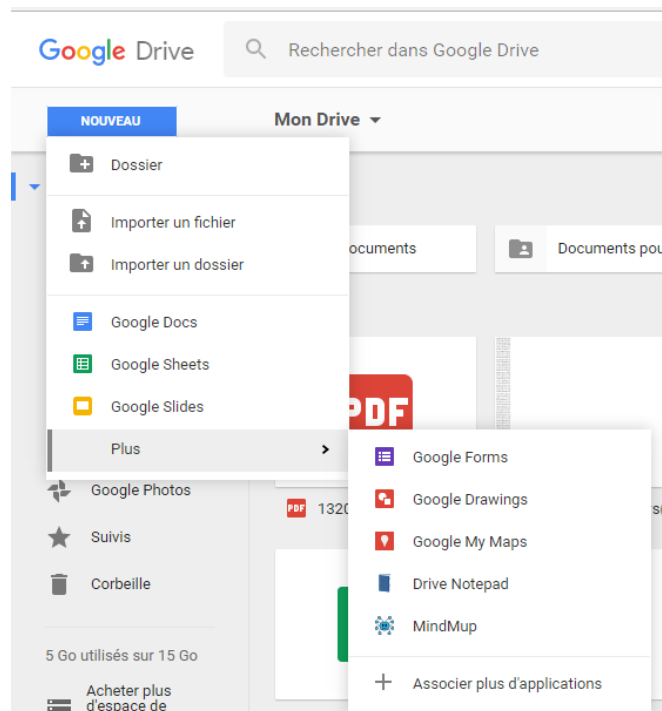 Google Drive
Rechercher dans Google Drive
NOUVEAU
Mon Drive
Dossier
Importer un fichier
Importer un dossier
ocuments
Documents pou
Google Docs
Google Sheets
Google Slides
Plus
PDF
Google Forms
Google Drawings
Google My Maps
Drive Notepad
MindMup
Associer plus d'applications
Google Photos
PDF 1320
Suivis
Corbeille
5 Go utilisés sur 15 Go
Acheter plus
d'espace de